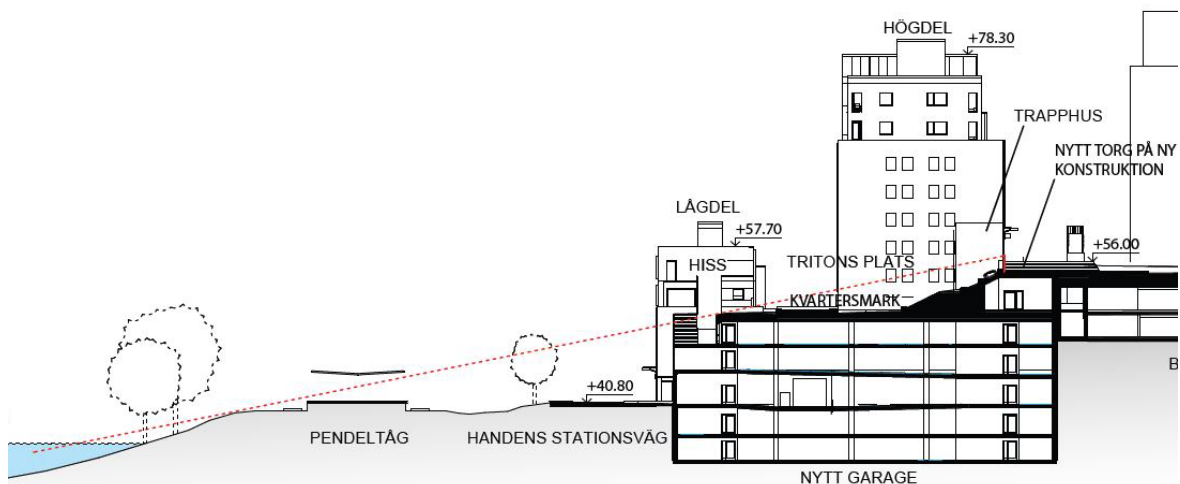 HÖGDEL
+78.30
TRAPPHUS
NYTT TORG PÅ NY
KONSTRUKTION
LÅGDEL
+57.70
+56.00
HISS
TRITONS PLATS
KVARTERSMARK
+40.80
B
PENDELTÅG
HANDENS STATIONSVÄG
NYTT GARAGE